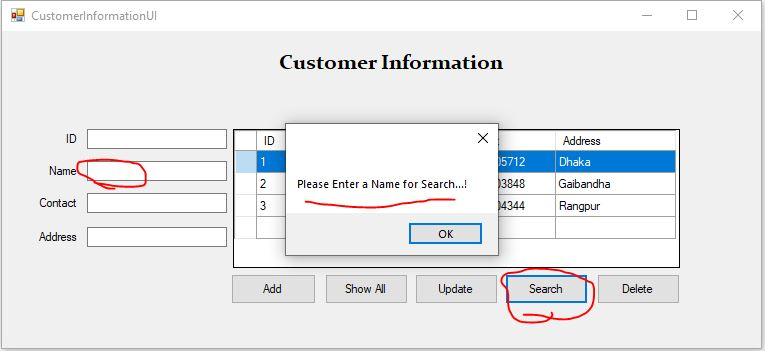 CustomerInformationUI
Customer Information
ID
Name
Contact
Address
ID Address
1 05712 Dhaka
2 03848 Gaibandha
3 04344 Rangpur
Please Enter a Name for Search...!
OK
Add Show All Update Search Delete